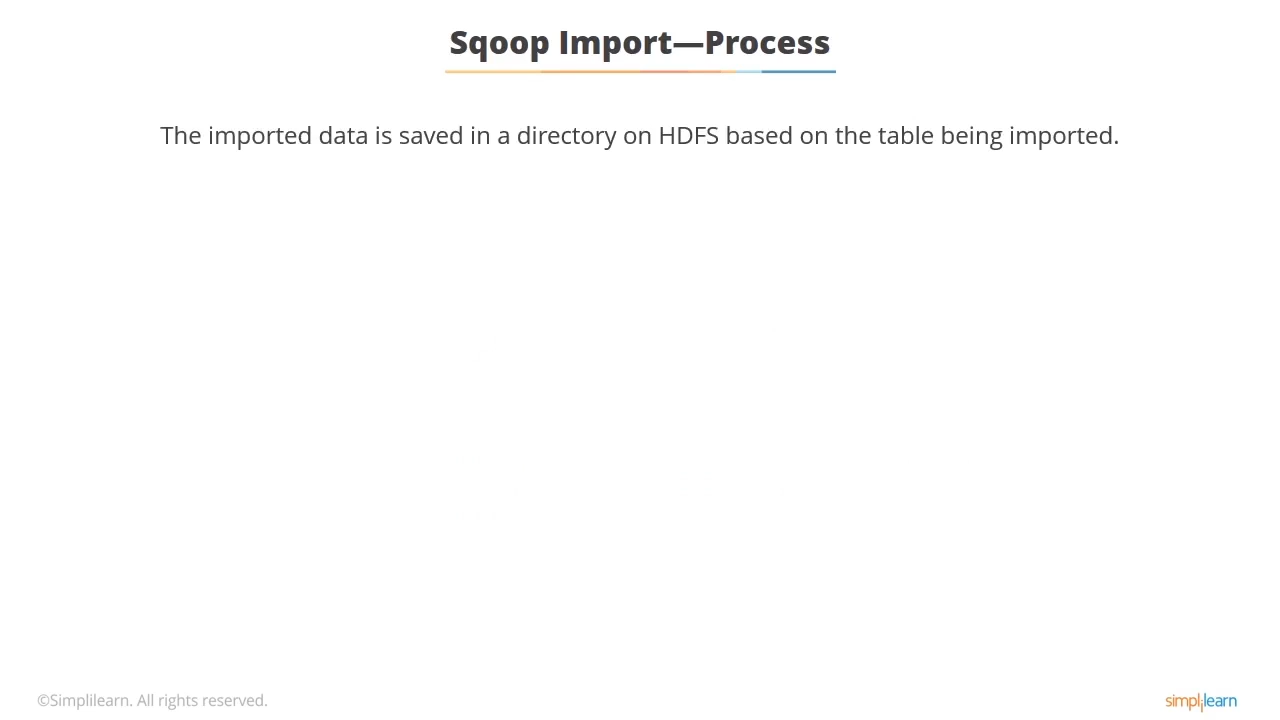 Sqoop Import—Process
The imported data is saved in a directory on HDFS based on the table being imported.
©Simplilearn. All rights reserved.
simplilearn